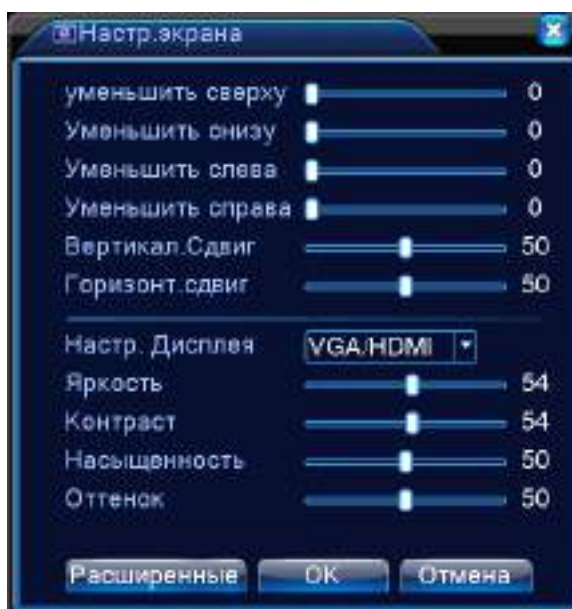 Настр.экрана
уменьшить сверху 0
Уменьшить снизу 0
Уменьшить слева 0
Уменьшить справа 0
Вертикал.Сдвиг 50
Горизонт.сдвиг 50
Настр. Дисплея VGA/HDMI
Яркость 54
Контраст 54
Насыщенность 50
Оттенок 50
Расширенные OK Отмена